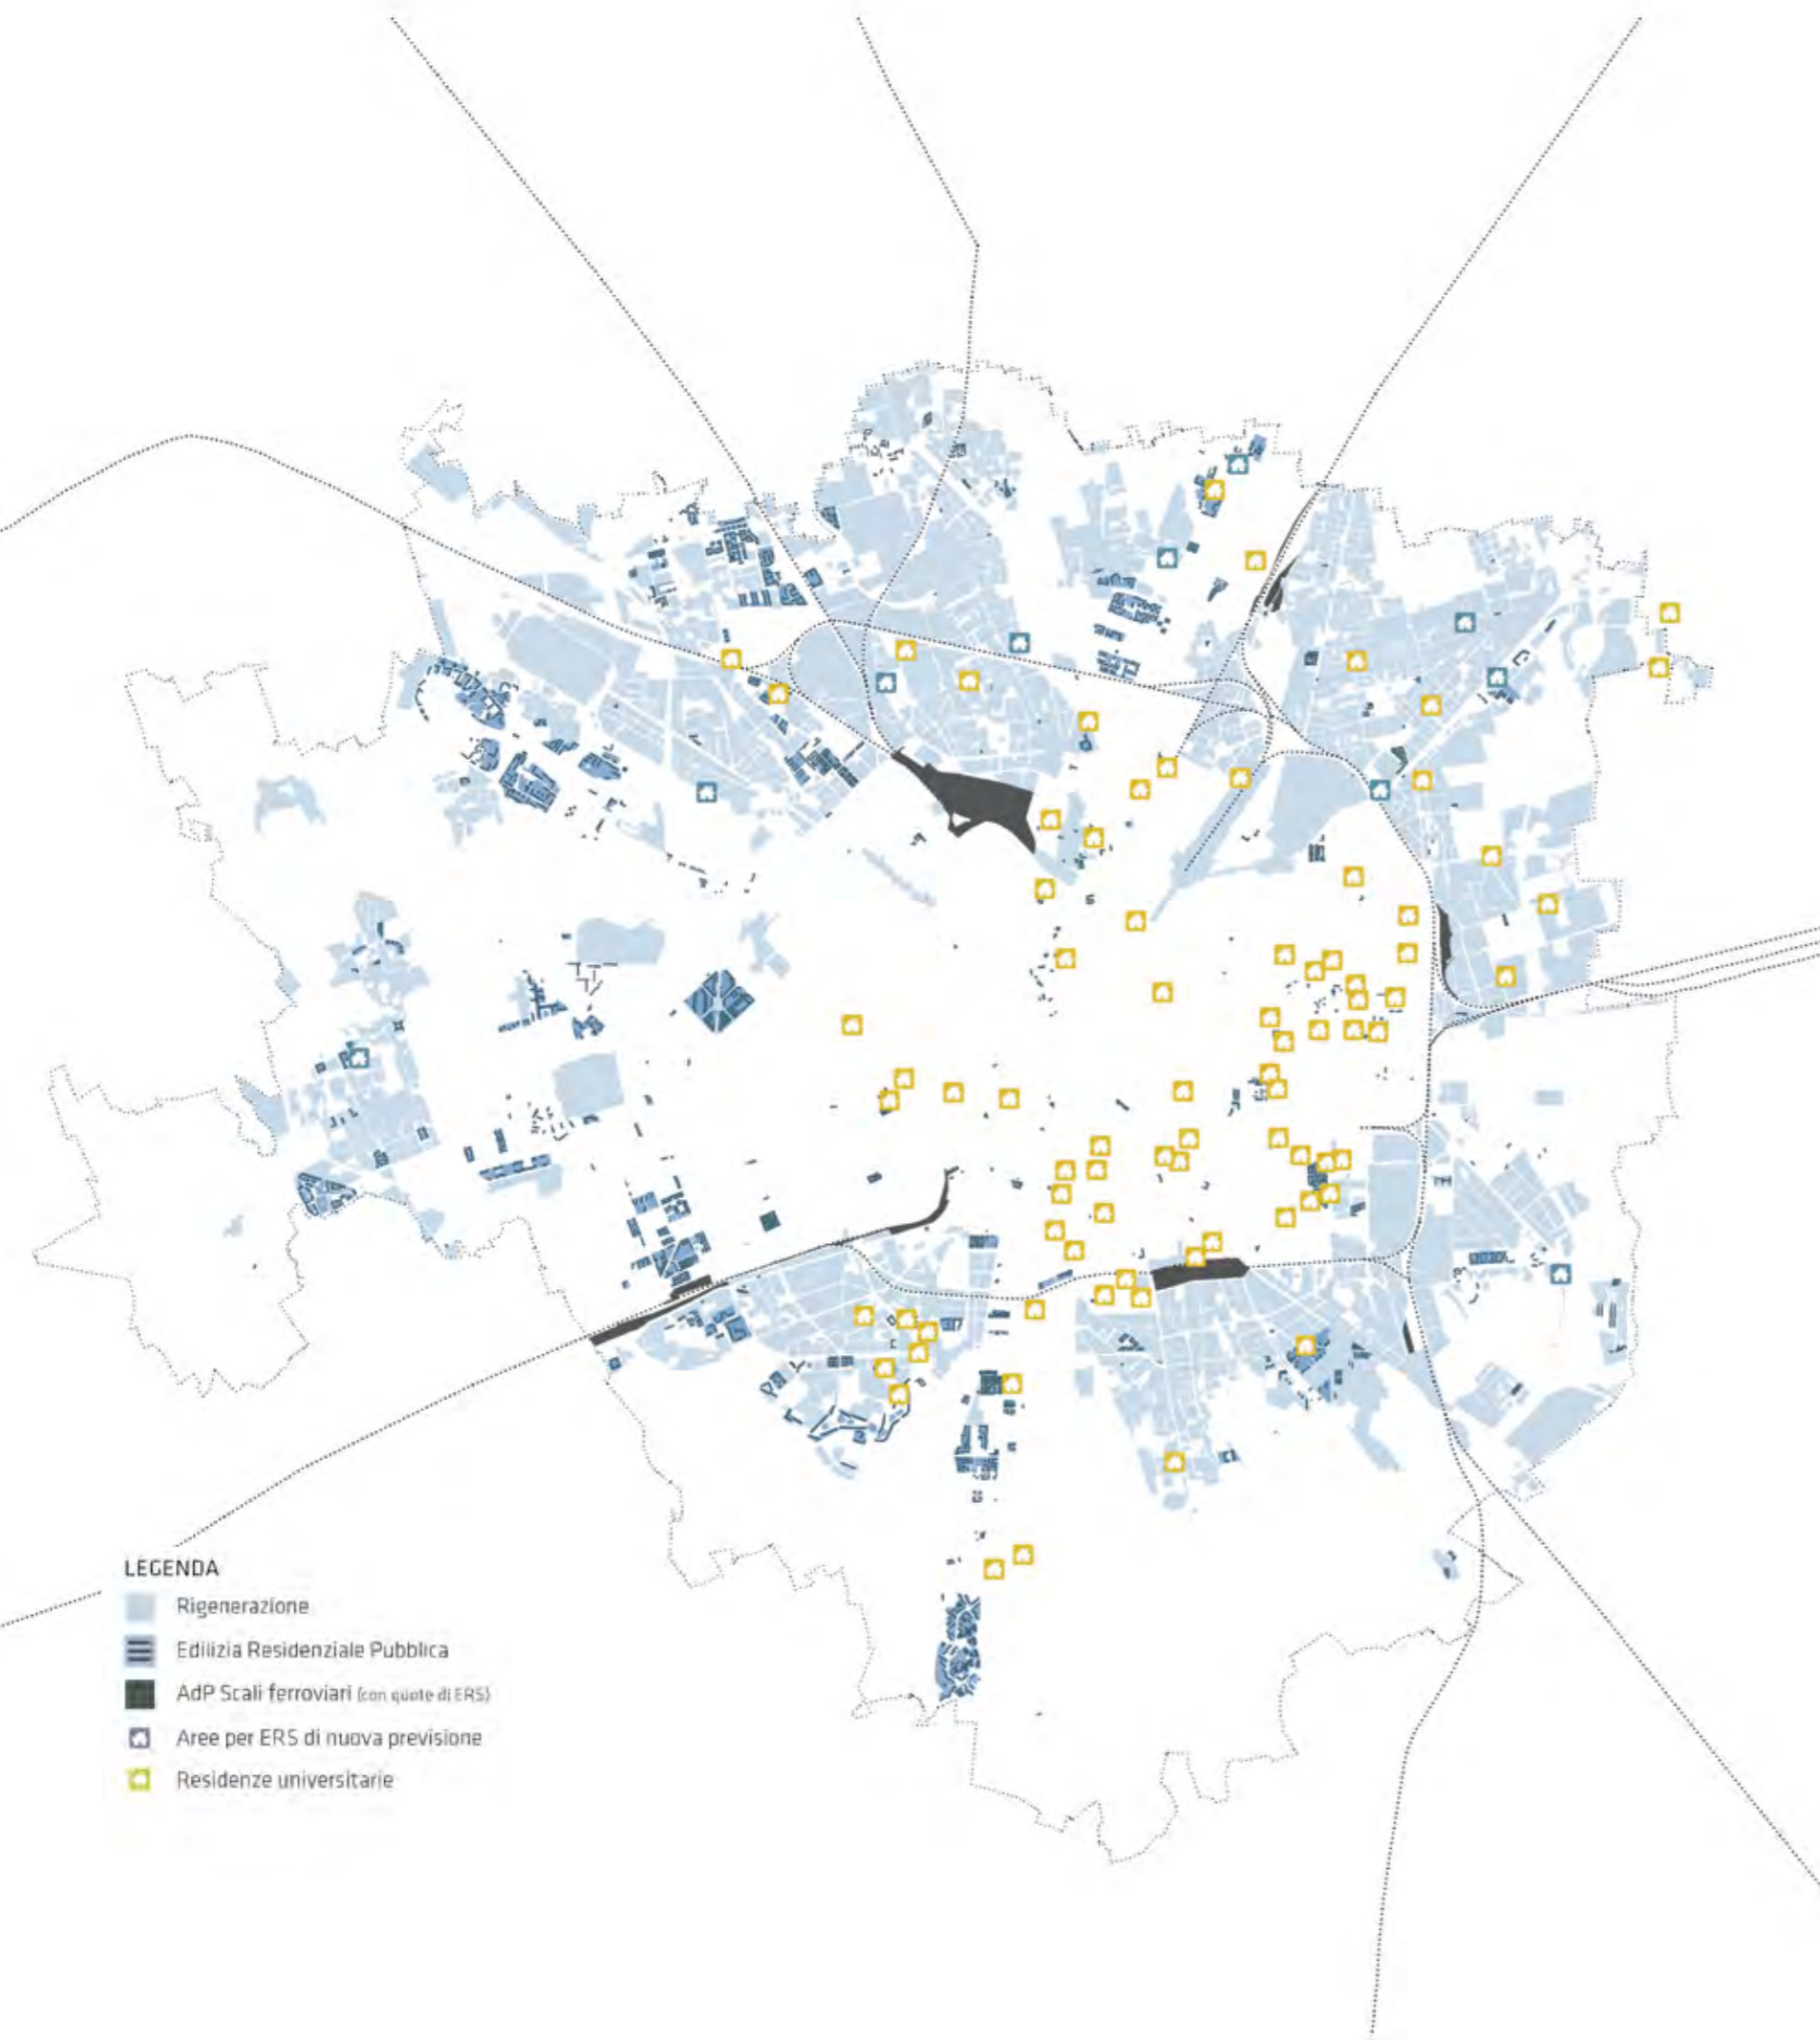 LEGENDA
Rigenerazione
Edilizia Residenziale Pubblica
AdP Scali ferroviari (con quote di ERS)
Aree per ERS di nuova previsione
Residenze universitarie